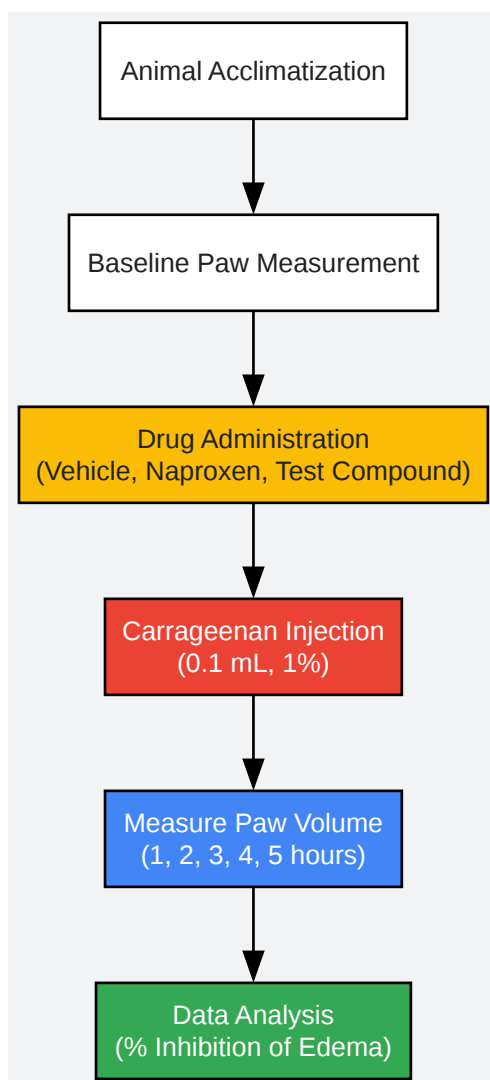 Animal Acclimatization
Baseline Paw Measurement
Drug Administration
(Vehicle, Naproxen, Test Compound)
Carrageenan Injection
(0.1 mL, 1%)
Measure Paw Volume
(1, 2, 3, 4, 5 hours)
Data Analysis
(% Inhibition of Edema)